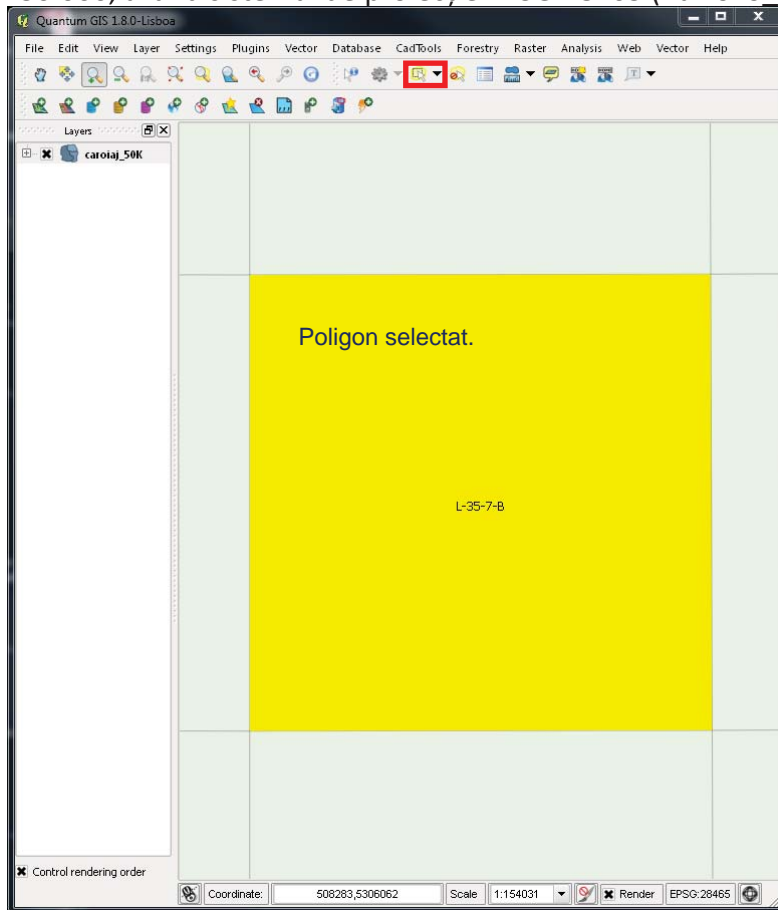 Quantum GIS 1.8.0-Lisboa
File Edit View Layer Settings Plugins Vector Database CadTools Forestry Raster Analysis Web Vector Help
Layers
caroiaj_50K
Poligon selectat.
L-35-7-B
Control rendering order
Coordinate: 508283,5306062 Scale 1:154031 Render EPSG:28465